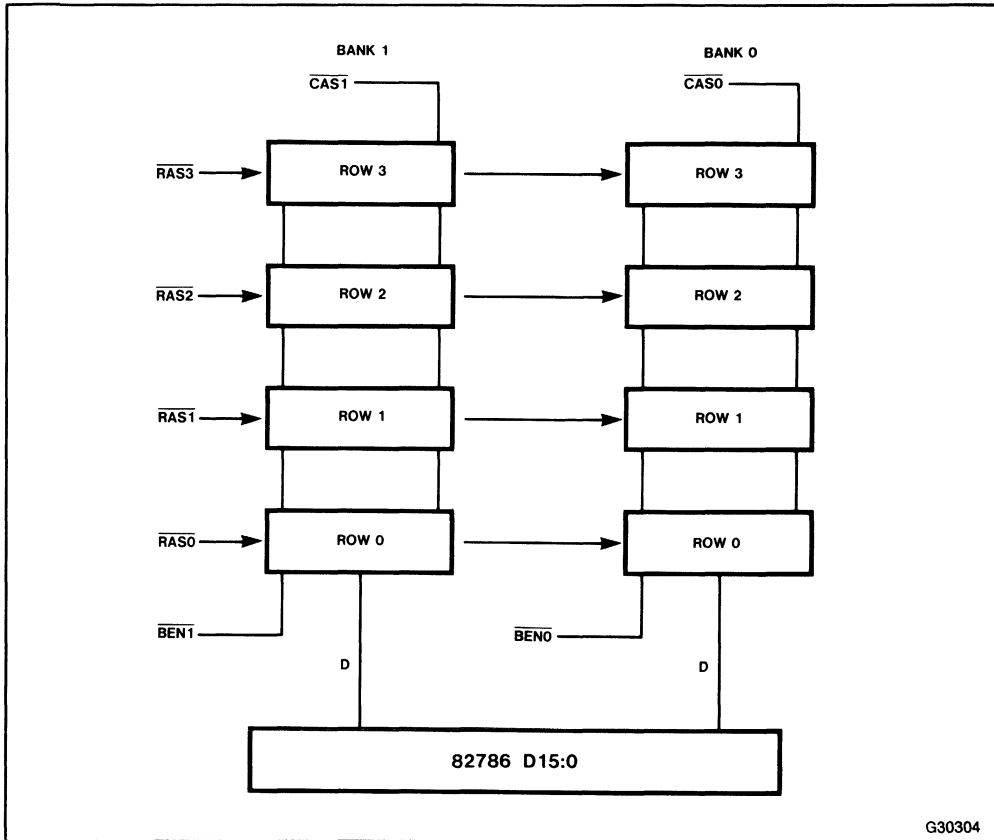 BANK 1
BANK 0
CAS1
CAS0
RAS3
ROW 3
ROW 3
RAS2
ROW 2
ROW 2
RAS1
ROW 1
ROW 1
RAS0
ROW 0
ROW 0
BEN1
BEN0
D
D
82786 D15:0
G30304